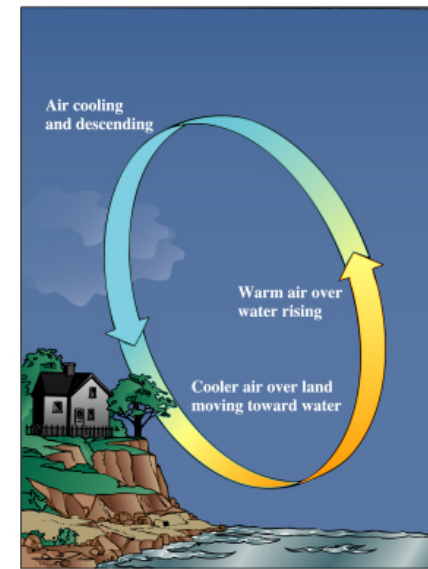 Air cooling
and descending
Warm air over
water rising
Cooler air over land
moving toward water